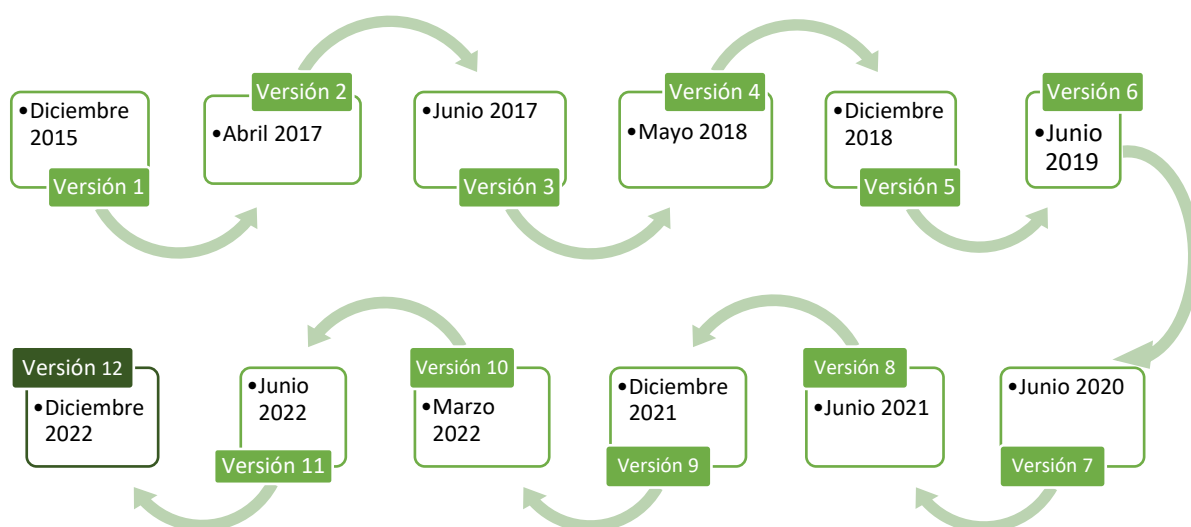 •Diciembre
2015
Versión 1
Versión 2
•Abril 2017
•Junio 2017
Versión 3
Versión 4
•Mayo 2018
•Diciembre
2018
Versión 5
Versión 6
•Junio
2019
•Junio 2020
Versión 7
Versión 8
•Junio 2021
•Diciembre
2021
Versión 9
Versión 10
•Marzo
2022
•Junio
2022
Versión 11
Versión 12
•Diciembre
2022